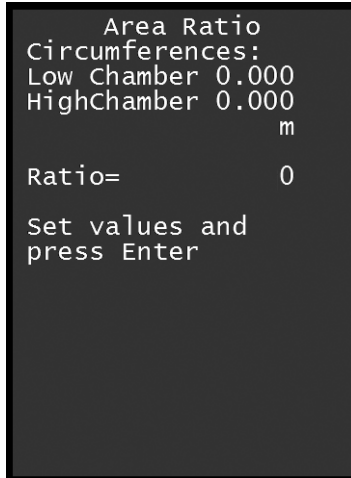 Area Ratio
Circumferences:
Low Chamber 0.000
HighChamber 0.000
m
Ratio= 0
Set values and
press Enter